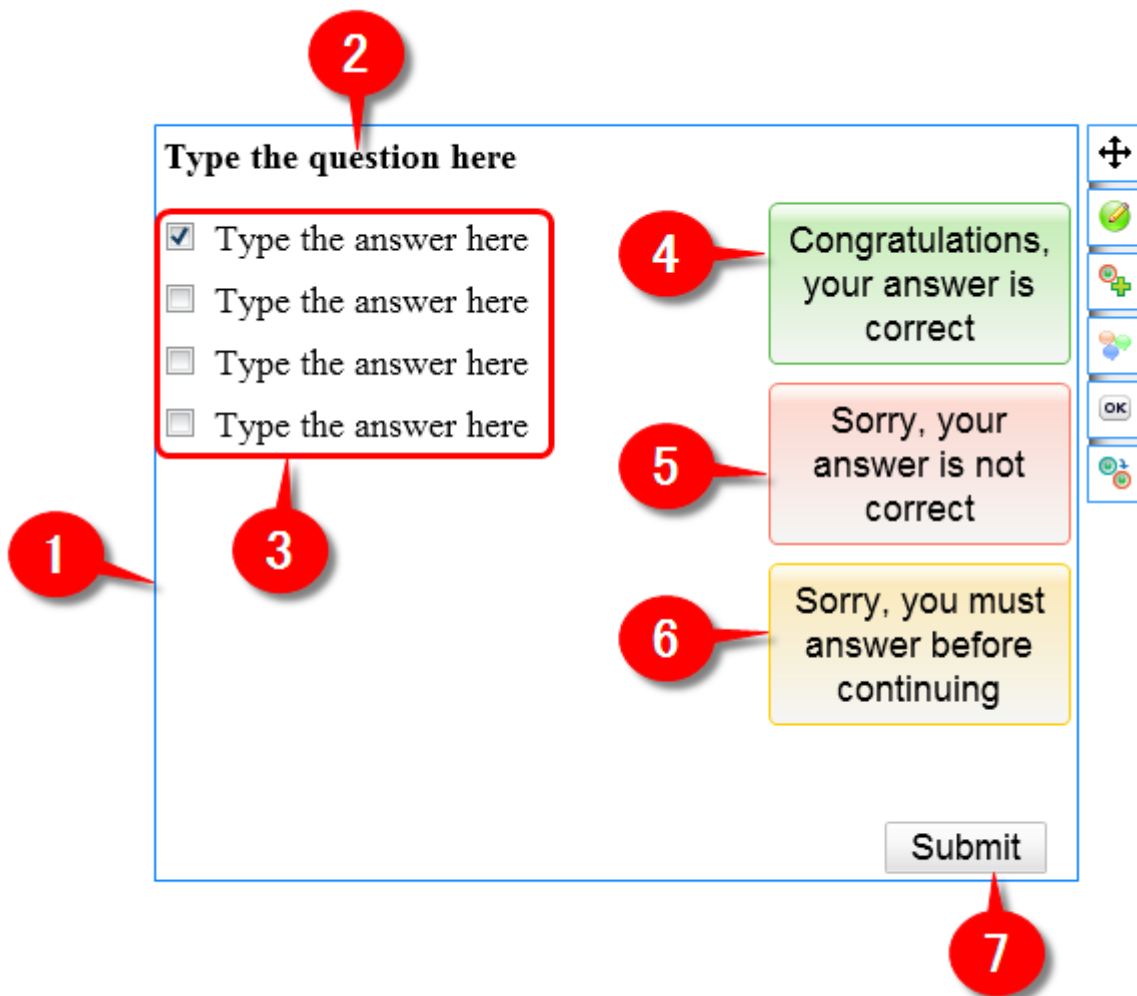 2
Type the question here
Type the answer here
Type the answer here
Type the answer here
Type the answer here
4
Congratulations,
your answer is
correct
5
Sorry, your
answer is not
correct
OK
1
3
6
Sorry, you must
answer before
continuing
Submit
7